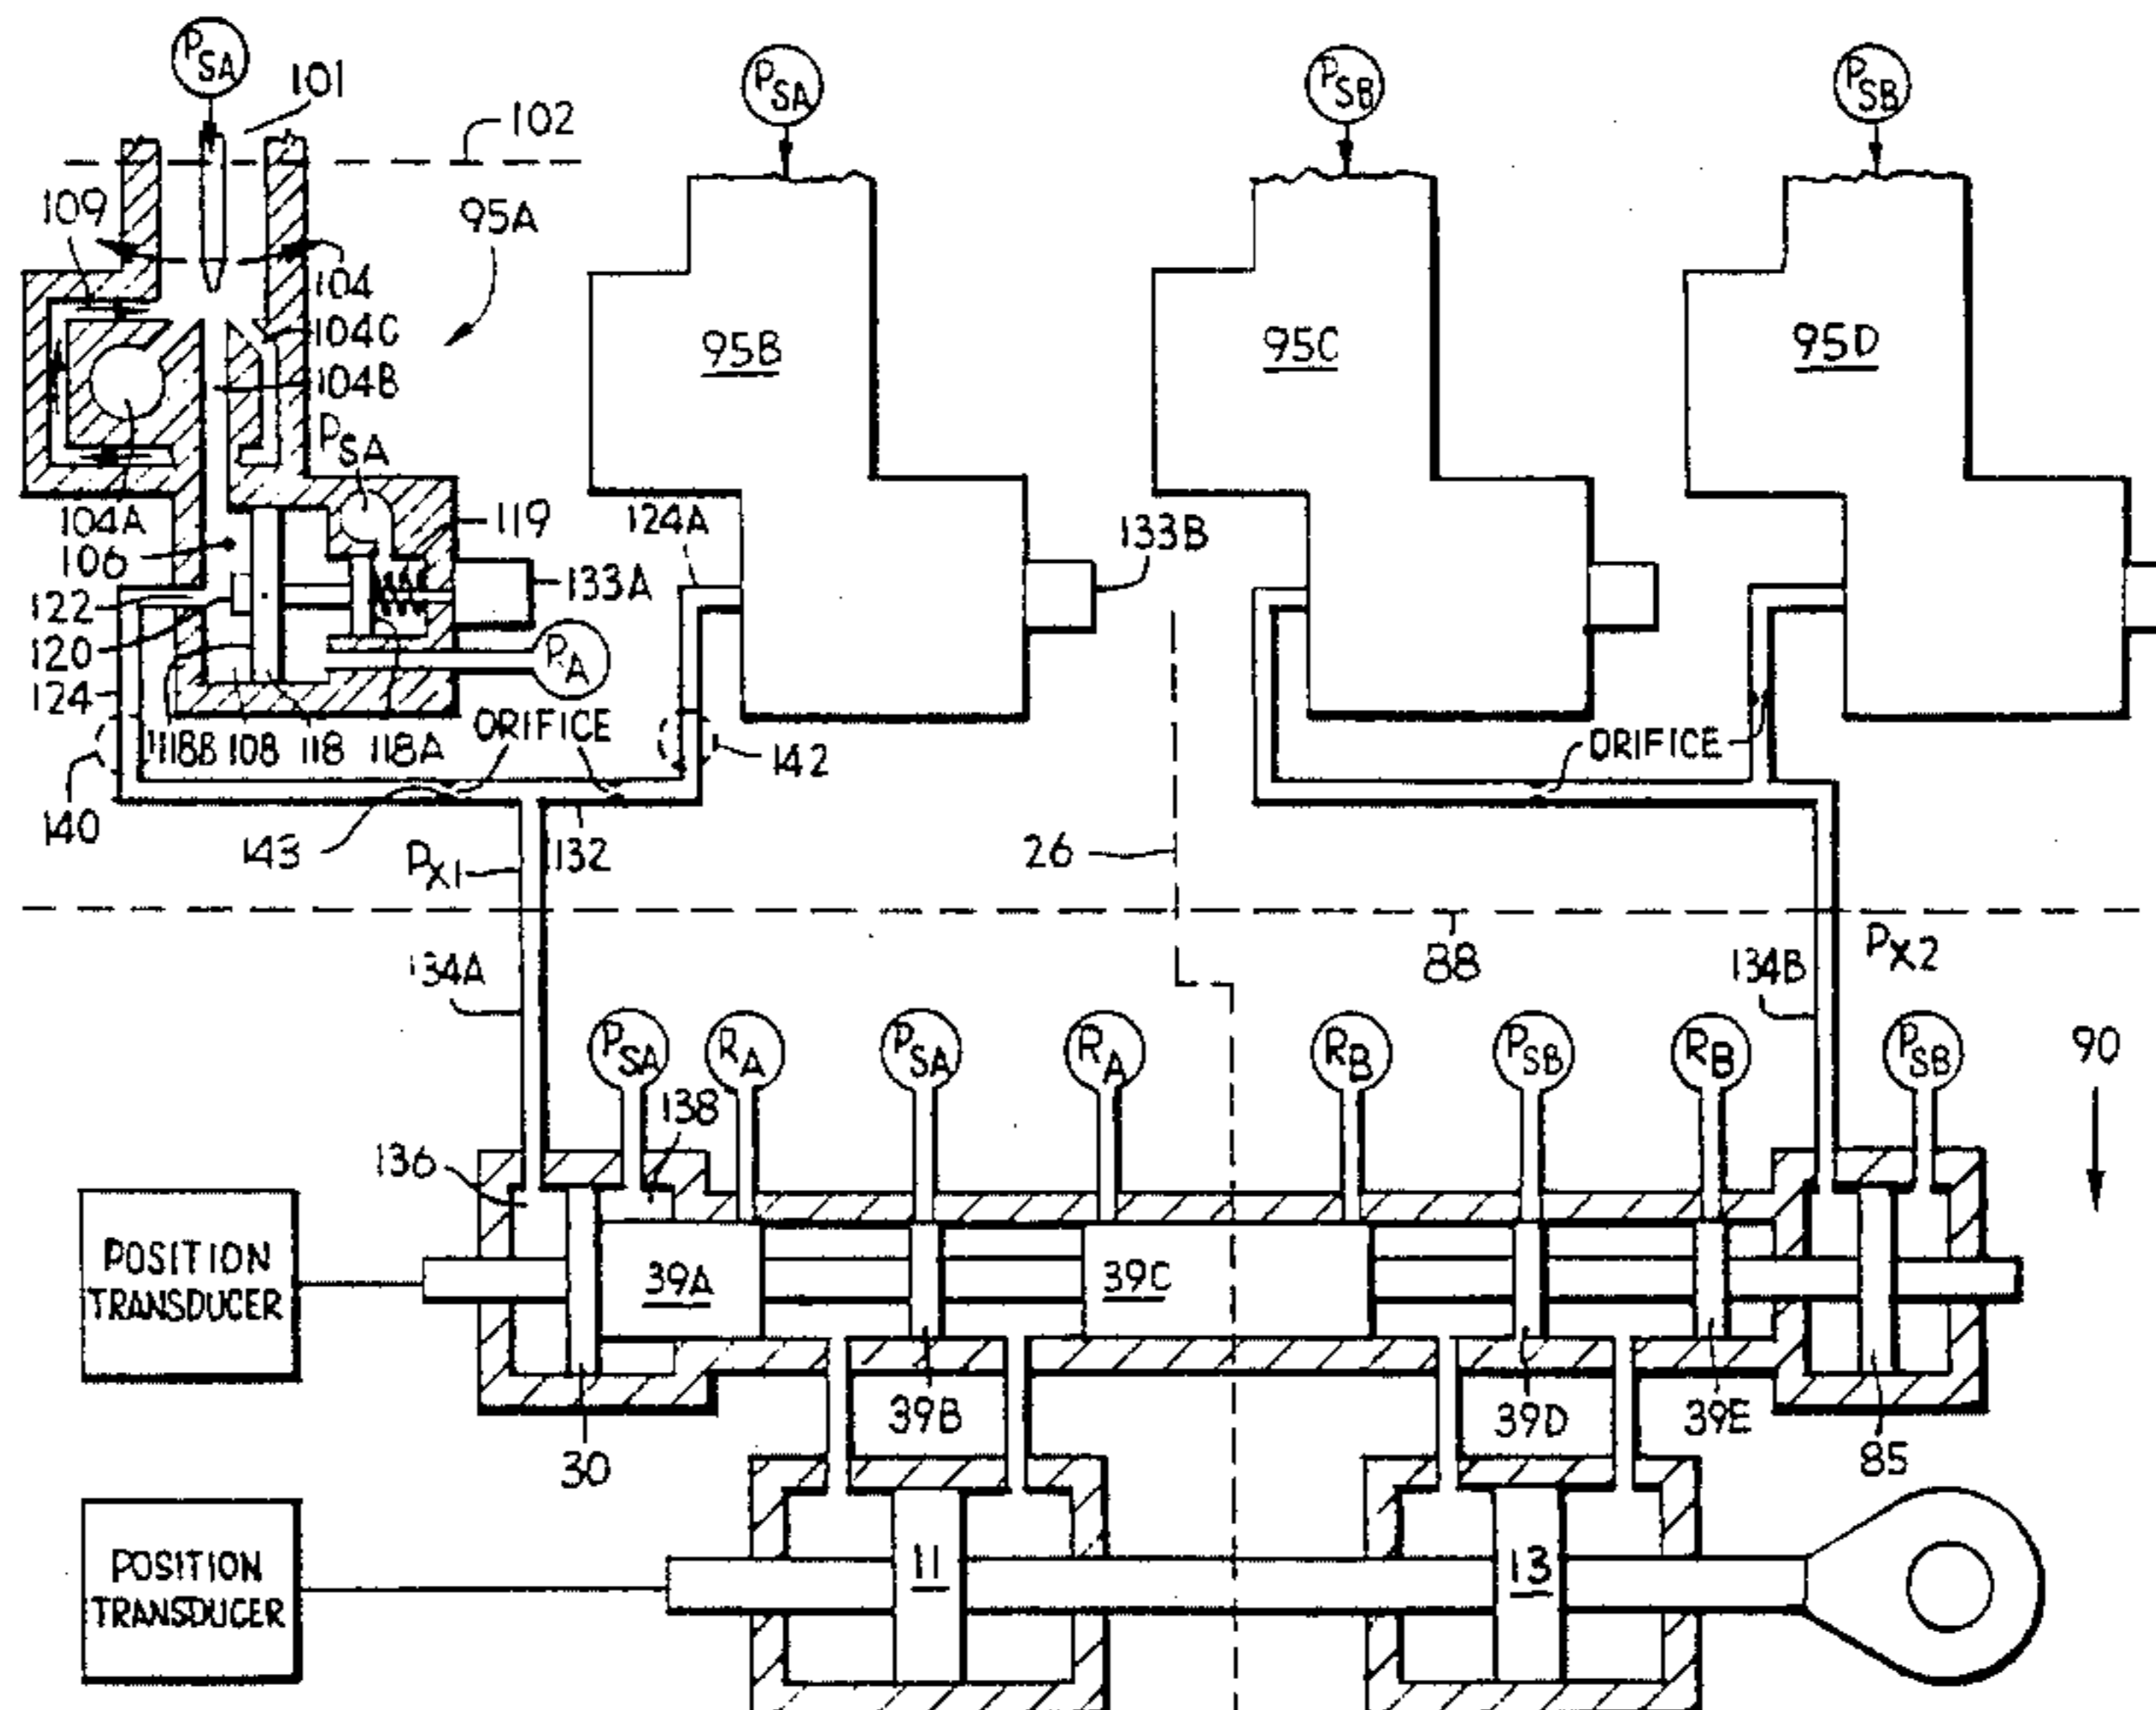 PSA
101
102
PSA
PSB
PSB
109
95A
104
104C
104B
95B
95C
95D
PSA
104A
106
119
124A
133B
122
133A
120
RA
124
118B 108 118 118A
ORIFICE
142
ORIFICE
140
143
132
PX1
26
88
PX2
134A
134B
PSA
RA
PSA
RA
RB
PSB
RB
PSB
90
138
136
POSITION
TRANSDUCER
39A
39C
39B
39D
39E
30
85
POSITION
TRANSDUCER
11
13